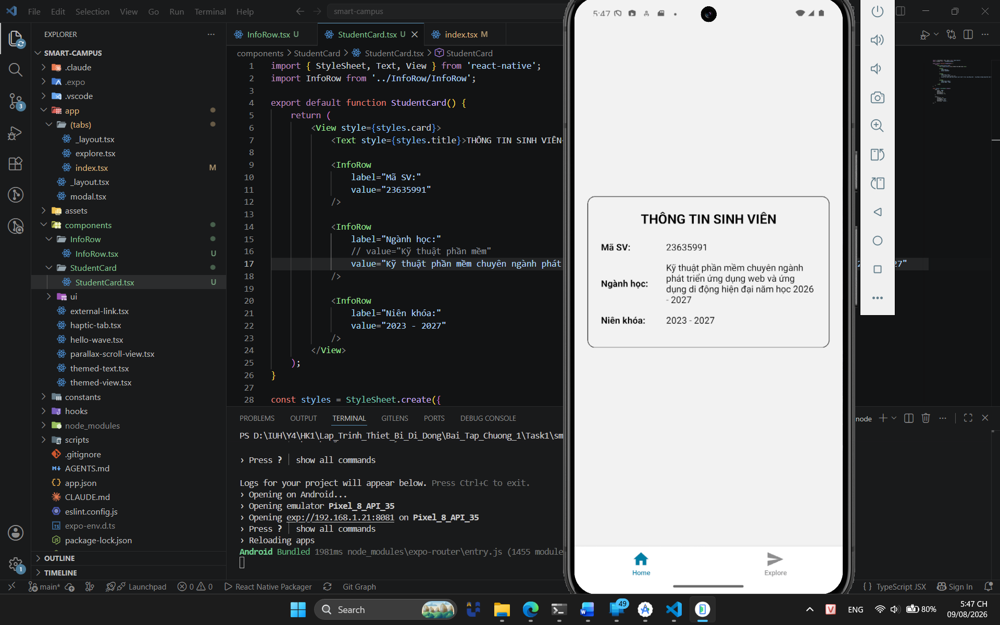 File Edit Selection View Go Run Terminal Help
smart-campus
EXPLORER
SMART-CAMPUS
.claude
.expo
.vscode
app
(tabs)
_layout.tsx
explore.tsx
index.tsx M
_layout.tsx
modal.tsx
assets
components
InfoRow
InfoRow.tsx U
StudentCard
StudentCard.tsx U
ui
external-link.tsx
haptic-tab.tsx
hello-wave.tsx
parallax-scroll-view.tsx
themed-text.tsx
themed-view.tsx
constants
hooks
node_modules
scripts
.gitignore
AGENTS.md
app.json
CLAUDE.md
eslint.config.js
expo-env.d.ts
package-lock.json
OUTLINE
TIMELINE
3
1
InfoRow.tsx U StudentCard.tsx U index.tsx M
components > StudentCard > StudentCard.tsx > StudentCard
1 import { StyleSheet, Text, View } from 'react-native';
2 import InfoRow from '../InfoRow/InfoRow';
3
4 export default function StudentCard() {
5 return (
6 <View style={styles.card}>
7 <Text style={styles.title}>THÔNG TIN SINH VIÊN
8
9 <InfoRow
10 label="Mã SV:"
11 value="23635991"
12 />
13
14 <InfoRow
15 label="Ngành học:"
16 // value="Kỹ thuật phần mềm"
17 value="Kỹ thuật phần mềm chuyên ngành phát 27"
18 />
19
20 <InfoRow
21 label="Niên khóa:"
22 value="2023 - 2027"
23 />
24 </View>
25 );
26 }
27
28 const styles = StyleSheet.create({
PROBLEMS OUTPUT TERMINAL GITLENS PORTS DEBUG CONSOLE
node
PS D:\IUH\Y4\HK1\Lap_Trinh_Thiet_Bi_Di_Dong\Bai_Tap_Chuong_1\Task1\sm
› Press ? │ show all commands
Logs for your project will appear below. Press Ctrl+C to exit.
› Opening on Android...
› Opening emulator Pixel_8_API_35
› Opening exp://192.168.1.21:8081 on Pixel_8_API_35
› Press ? │ show all commands
› Reloading apps
Android Bundled 1981ms node_modules\expo-router\entry.js (1455 module
5:47
THÔNG TIN SINH VIÊN
Mã SV: 23635991
Ngành học: Kỹ thuật phần mềm chuyên ngành
phát triển ứng dụng web và ứng
dụng di động hiện đại năm học 2026
- 2027
Niên khóa: 2023 - 2027
Home Explore
main* Launchpad 0 0 React Native Packager Git Graph
{ } TypeScript JSX Sign In
Search
49
ENG
80%
5:47 CH
09/08/2026